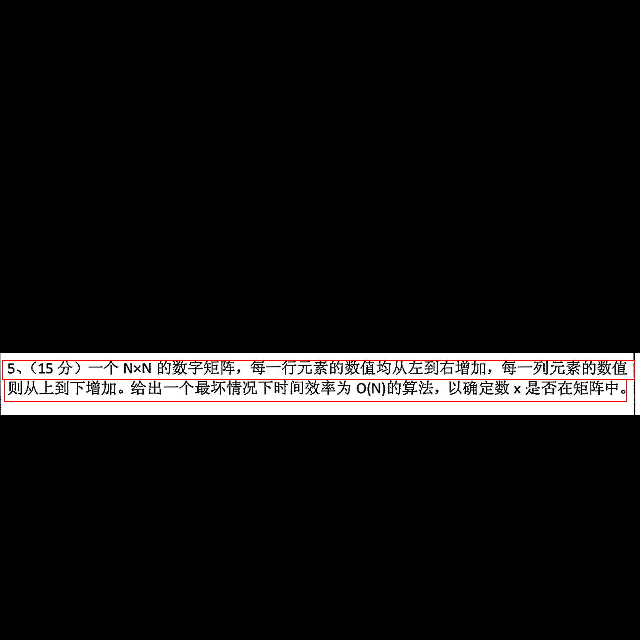 5、（15 分）一个 N×N 的数字矩阵，每一行元素的数值均从左到右增加，每一列元素的数值
则从上到下增加。给出一个最坏情况下时间效率为 O(N)的算法，以确定数 x 是否在矩阵中。